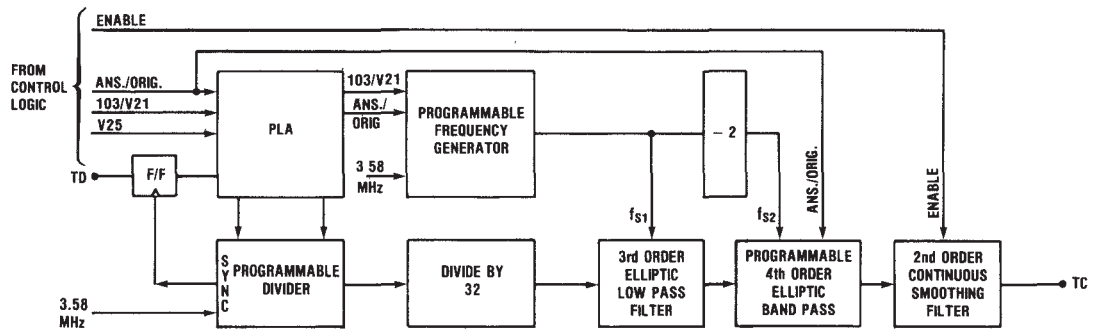 ENABLE
FROM
CONTROL
LOGIC
ANS./ORIG.
103/V21
V25
TD
F/F
PLA
103/V21
ANS./
ORIG
3 58
MHz
PROGRAMMABLE
FREQUENCY
GENERATOR
- 2
fS1
fS2
ANS./ORIG.
ENABLE
3.58
MHz
SYNC
PROGRAMMABLE
DIVIDER
DIVIDE BY
32
3rd ORDER
ELLIPTIC
LOW PASS
FILTER
PROGRAMMABLE
4th ORDER
ELLIPTIC
BAND PASS
2nd ORDER
CONTINUOUS
SMOOTHING
FILTER
TC